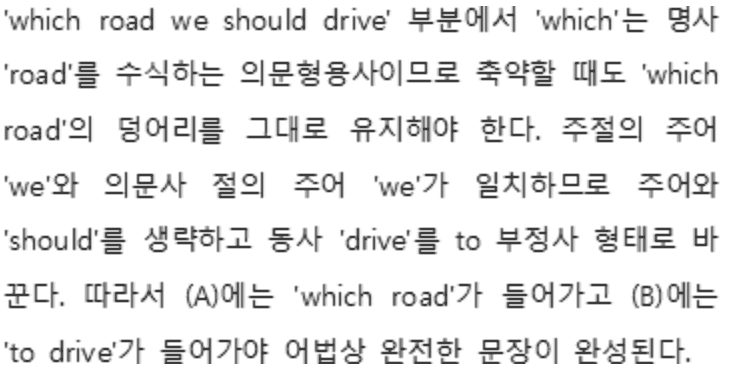 'which road we should drive' 부분에서 'which'는 명사
'road'를 수식하는 의문형용사이므로 축약할 때도 'which
road'의 덩어리를 그대로 유지해야 한다. 주절의 주어
'we'와 의문사 절의 주어 'we'가 일치하므로 주어와
'should'를 생략하고 동사 'drive'를 to 부정사 형태로 바
꾼다. 따라서 (A)에는 'which road'가 들어가고 (B)에는
'to drive'가 들어가야 어법상 완전한 문장이 완성된다.